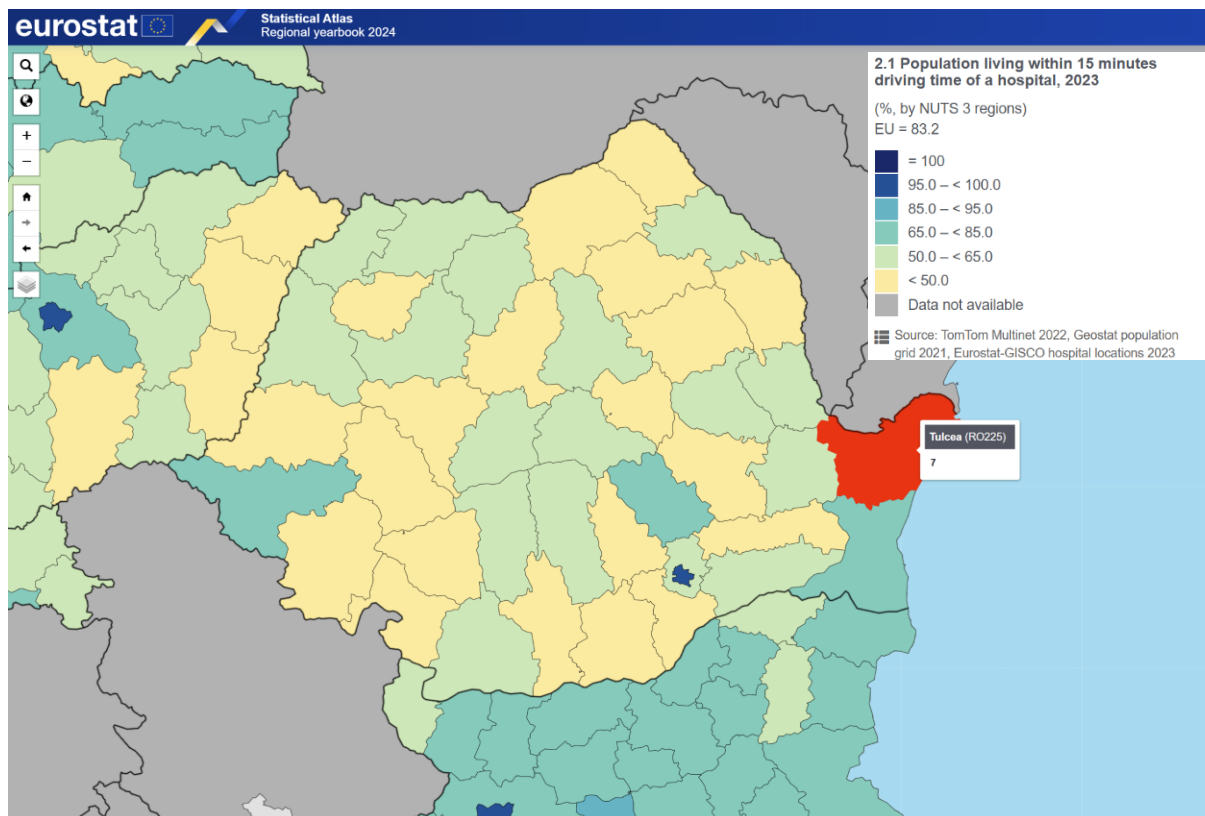 eurostat
Statistical Atlas
Regional yearbook 2024
2.1 Population living within 15 minutes
driving time of a hospital, 2023
(%, by NUTS 3 regions)
EU = 83.2
= 100
95.0 – < 100.0
85.0 – < 95.0
65.0 – < 85.0
50.0 – < 65.0
< 50.0
Data not available
Source: TomTom Multinet 2022, Geostat population
grid 2021, Eurostat-GISCO hospital locations 2023
+
−
Tulcea (RO225)
7